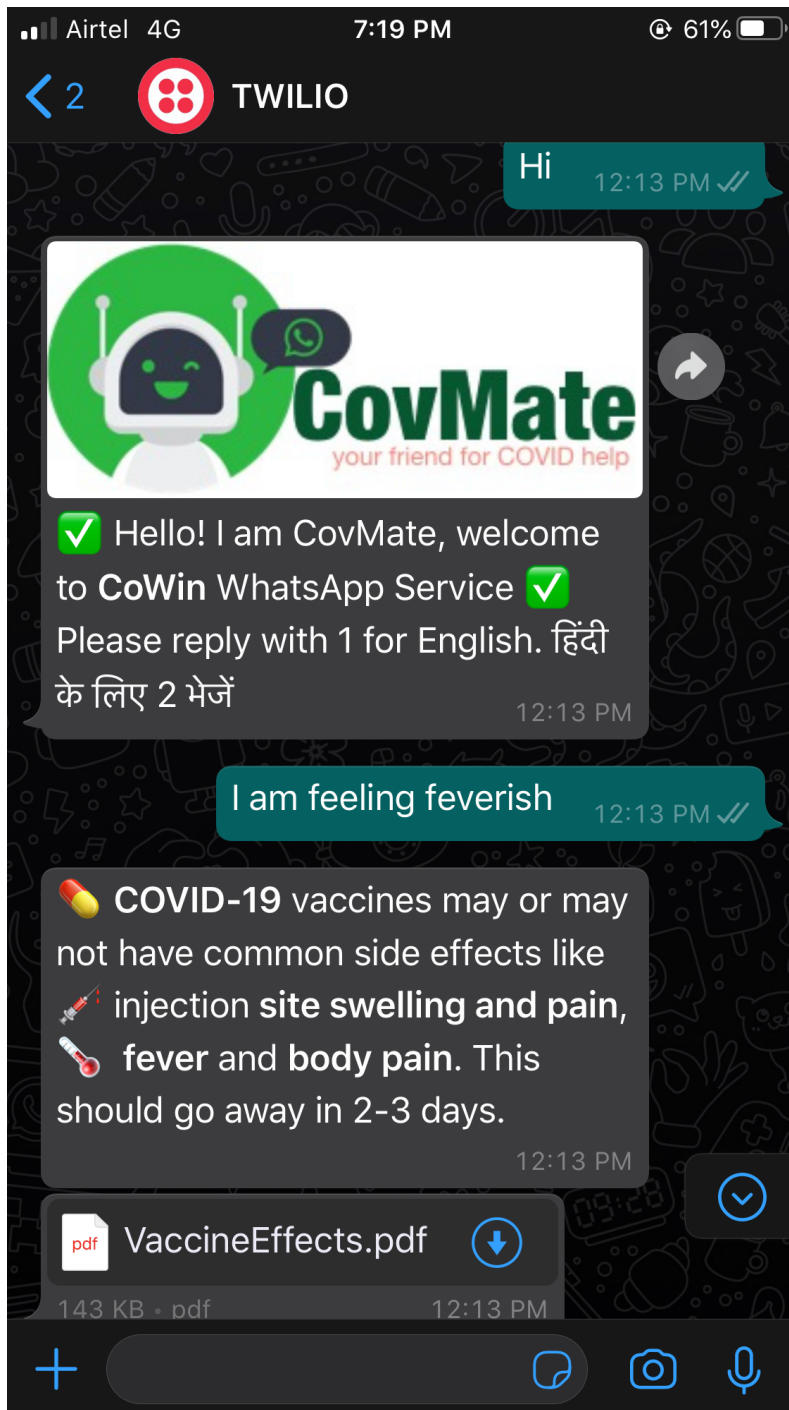 Airtel 4G 7:19 PM 61%
2 TWILIO
Hi 12:13 PM
CovMate
your friend for COVID help
✅ Hello! I am CovMate, welcome
to CoWin WhatsApp Service ✅
Please reply with 1 for English. हिंदी
के लिए 2 भेजें
12:13 PM
I am feeling feverish 12:13 PM
💊 COVID-19 vaccines may or may
not have common side effects like
💉 injection site swelling and pain,
🌡️ fever and body pain. This
should go away in 2-3 days.
12:13 PM
09:28
pdf VaccineEffects.pdf
143 KB • pdf 12:13 PM